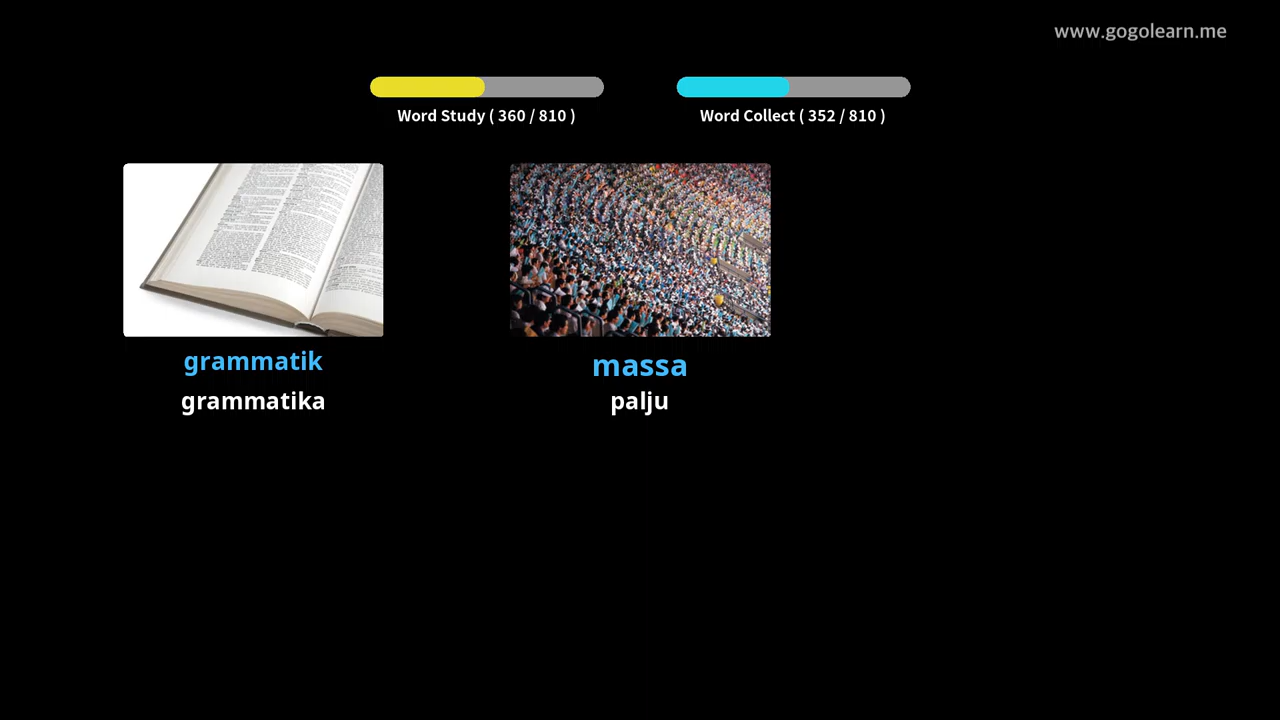 www.gogolearn.me
Word Study ( 360 / 810 )
Word Collect ( 352 / 810 )
grammatik
grammatika
massa
palju